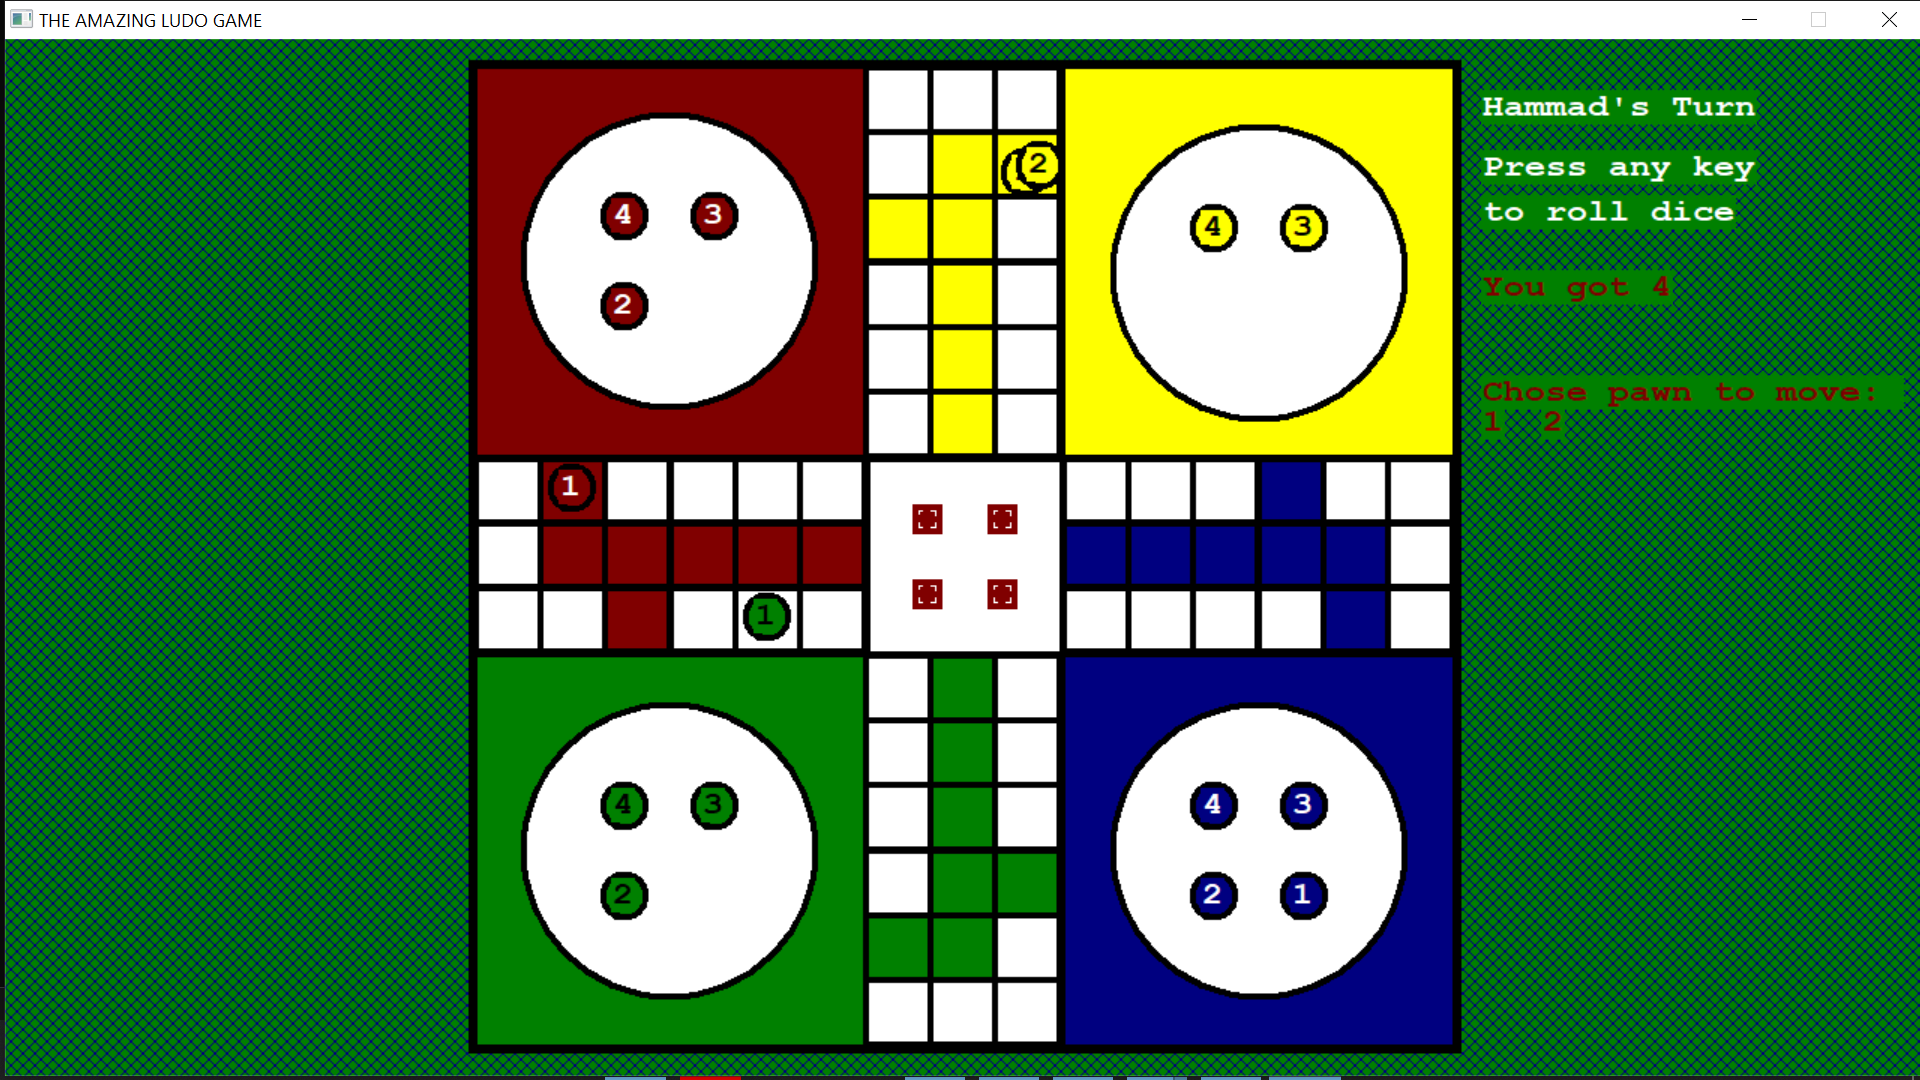 THE AMAZING LUDO GAME
Hammad's Turn
Press any key
to roll dice
You got 4
Chose pawn to move:
1 2
2
4 3
2
4 3
1
1
4 3
2
4 3
2 1